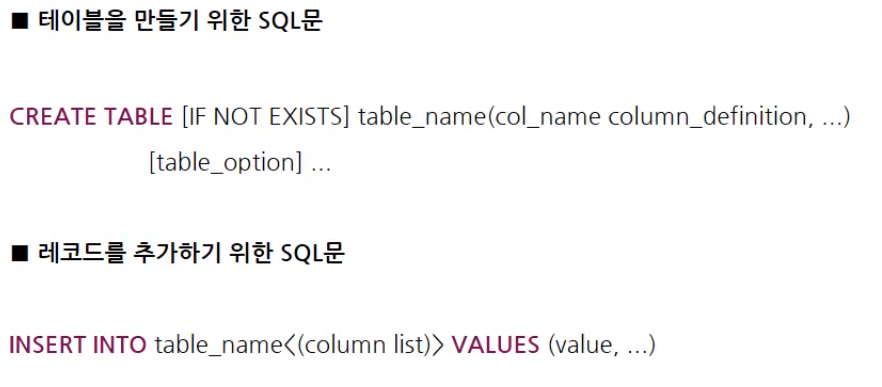 ■ 테이블을 만들기 위한 SQL문
CREATE TABLE [IF NOT EXISTS] table_name(col_name column_definition, ...)
[table_option] ...
■ 레코드를 추가하기 위한 SQL문
INSERT INTO table_name<(column list)> VALUES (value, ...)